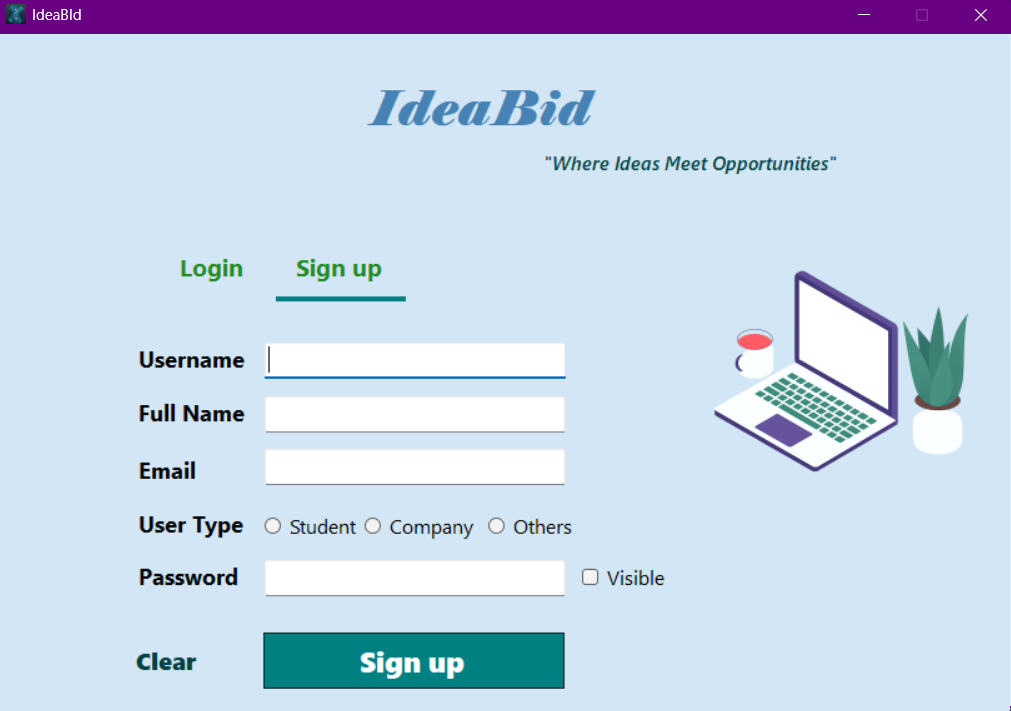 IdeaBId
IdeaBid
"Where Ideas Meet Opportunities"
Login Sign up
Username
Full Name
Email
User Type Student Company Others
Password Visible
Clear Sign up